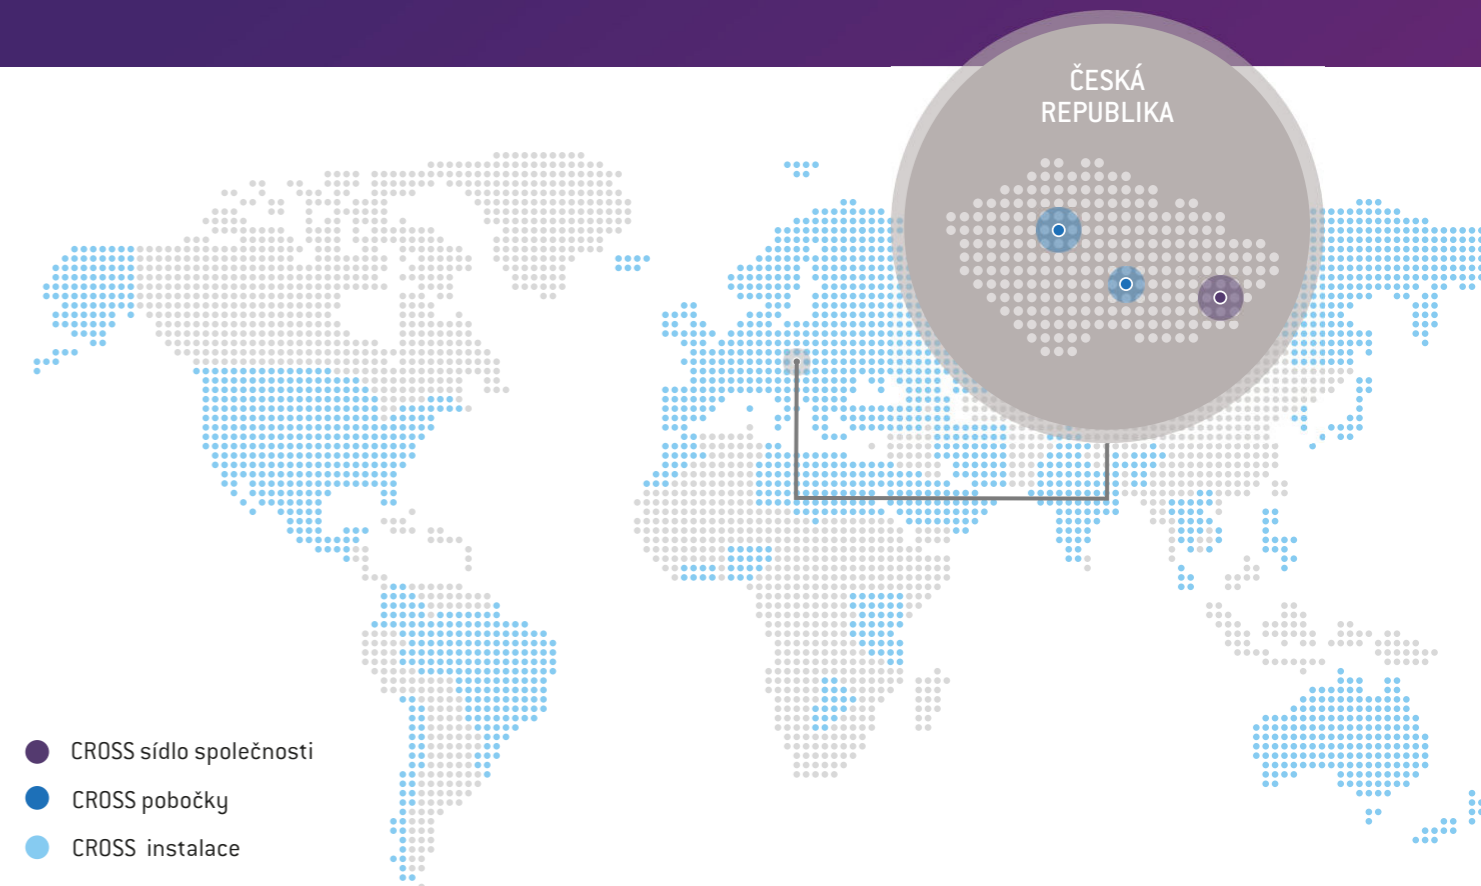 ČESKÁ
REPUBLIKA
CROSS sídlo společnosti
CROSS pobočky
CROSS instalace